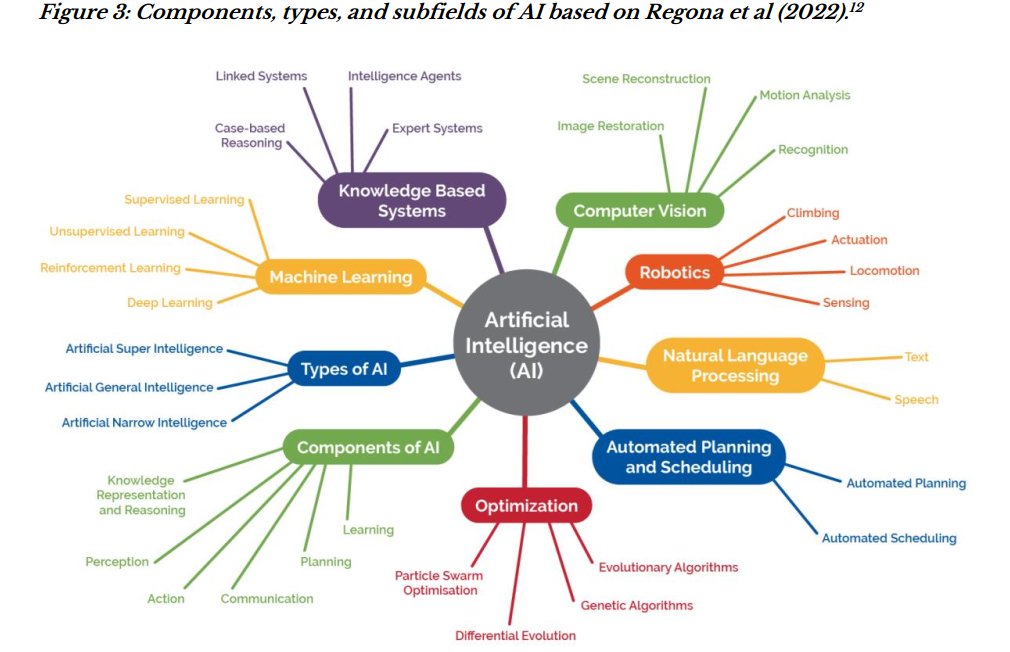 Figure 3: Components, types, and subfields of AI based on Regona et al (2022).12
Linked Systems
Intelligence Agents
Case-based
Reasoning
Expert Systems
Knowledge Based
Systems
Scene Reconstruction
Motion Analysis
Image Restoration
Recognition
Computer Vision
Supervised Learning
Unsupervised Learning
Reinforcement Learning
Deep Learning
Machine Learning
Climbing
Actuation
Locomotion
Sensing
Robotics
Artificial
Intelligence
(AI)
Artificial Super Intelligence
Artificial General Intelligence
Artificial Narrow Intelligence
Types of AI
Natural Language
Processing
Text
Speech
Components of AI
Knowledge
Representation
and Reasoning
Perception
Action
Communication
Planning
Learning
Automated Planning
and Scheduling
Automated Planning
Automated Scheduling
Optimization
Particle Swarm
Optimisation
Differential Evolution
Genetic Algorithms
Evolutionary Algorithms